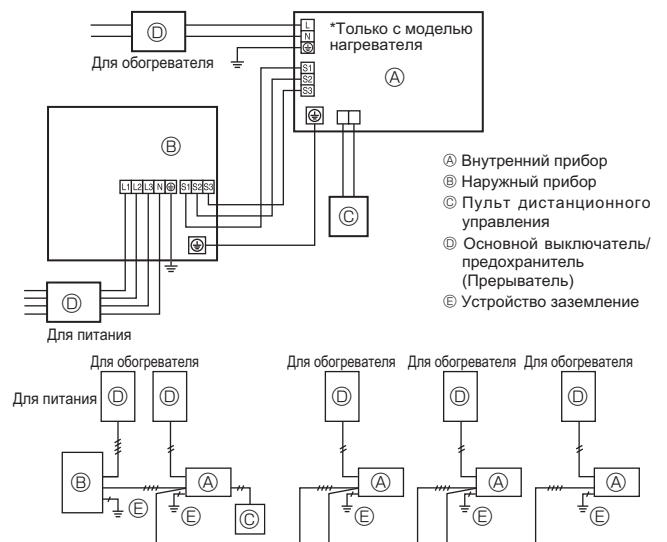 Ⓓ
Для обогревателя
L
N
*Только с моделью
нагревателя
Ⓐ
S1
S2
S3
Ⓑ
L1 L2 L3 N S1 S2 S3
Ⓒ
Ⓓ
Для питания
Ⓐ Внутренний прибор
Ⓑ Наружный прибор
Ⓒ Пульт дистанционного
управления
Ⓓ Основной выключатель/
предохранитель
(Прерыватель)
Ⓔ Устройство заземление
Для обогревателя Для обогревателя Для обогревателя Для обогревателя
Для питания Ⓓ Ⓓ Ⓓ Ⓓ Ⓓ
Ⓑ Ⓐ Ⓐ Ⓐ Ⓐ
Ⓔ Ⓔ Ⓒ Ⓔ Ⓔ Ⓔ